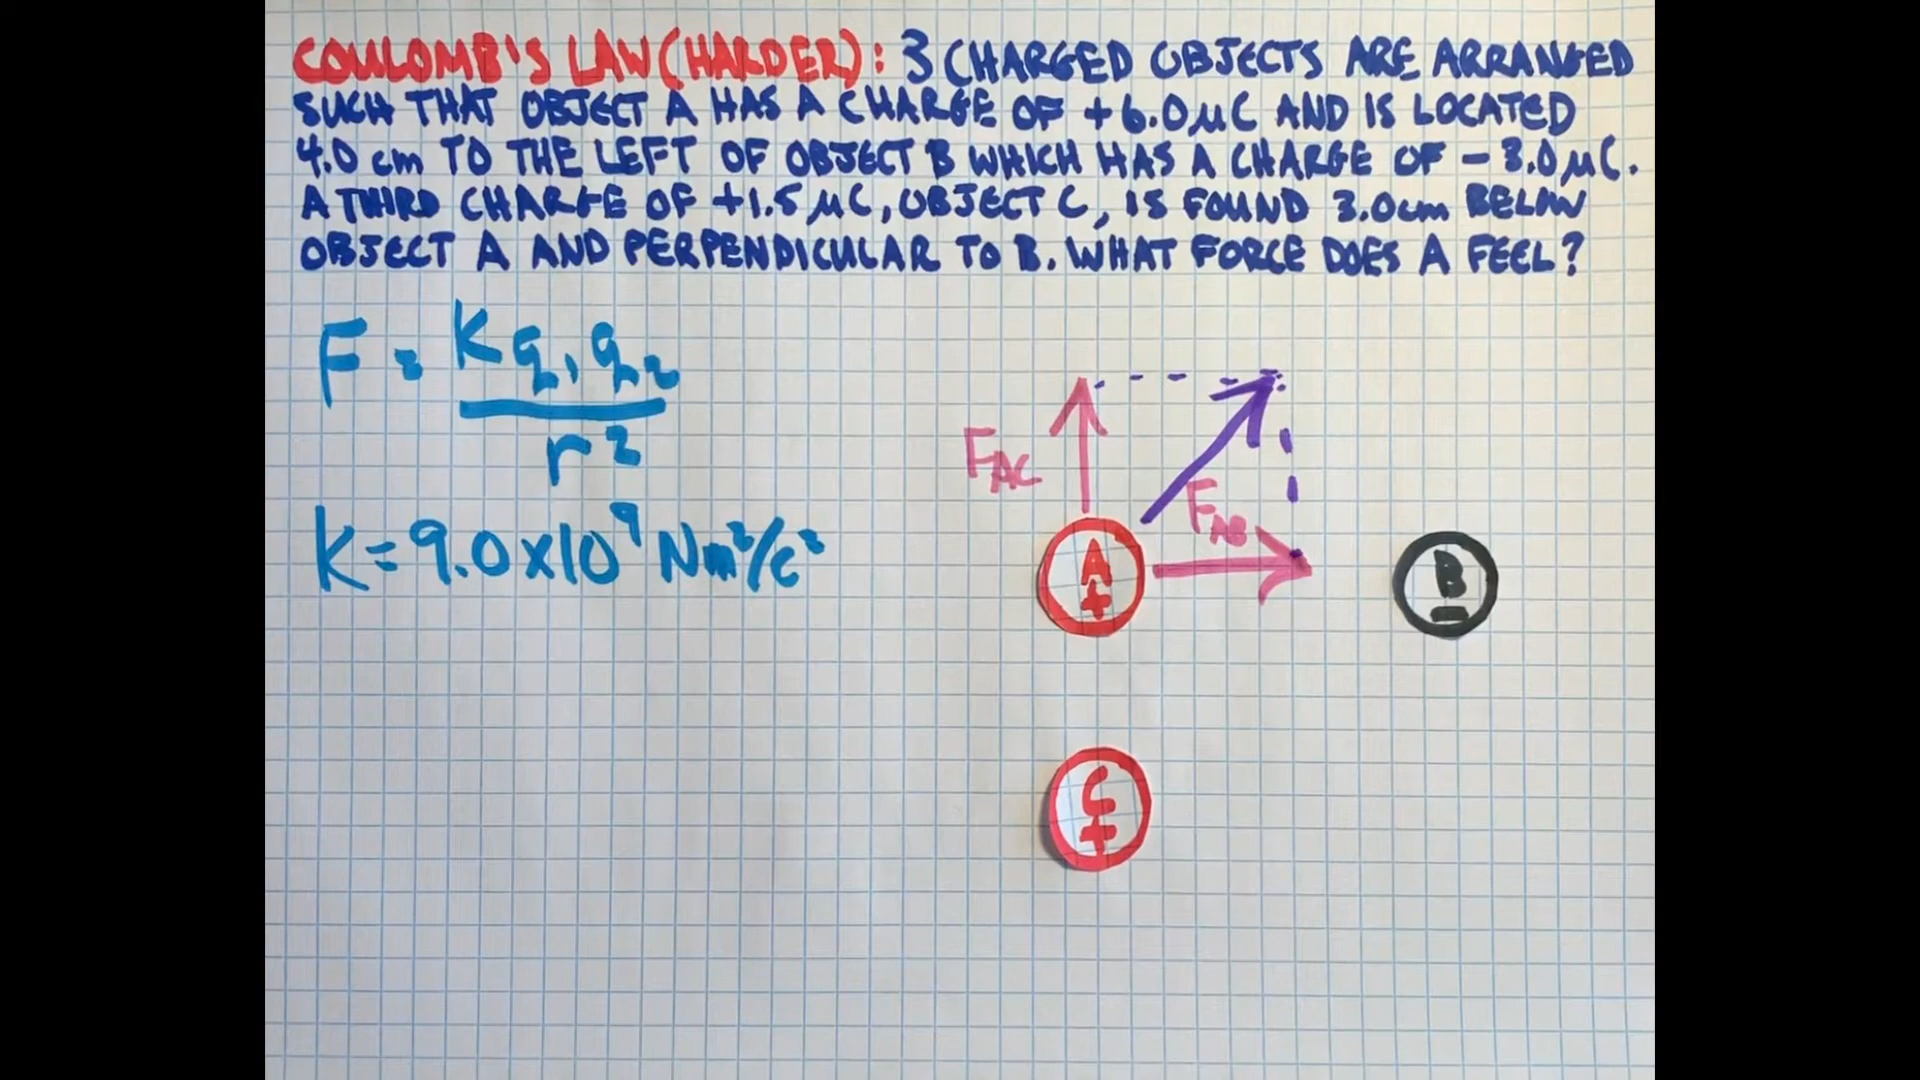 COULOMB'S LAW (HARDER): 3 CHARGED OBJECTS ARE ARRANGED
SUCH THAT OBJECT A HAS A CHARGE OF +6.0 μC AND IS LOCATED
4.0 cm TO THE LEFT OF OBJECT B WHICH HAS A CHARGE OF -3.0 μC.
A THIRD CHARGE OF +1.5 μC, OBJECT C, IS FOUND 3.0cm BELOW
OBJECT A AND PERPENDICULAR TO B. WHAT FORCE DOES A FEEL?
F = Kq₁q₂
r²
K = 9.0 x 10⁹ Nm²/C²
FAC
FAB
A
+
B
-
C
+